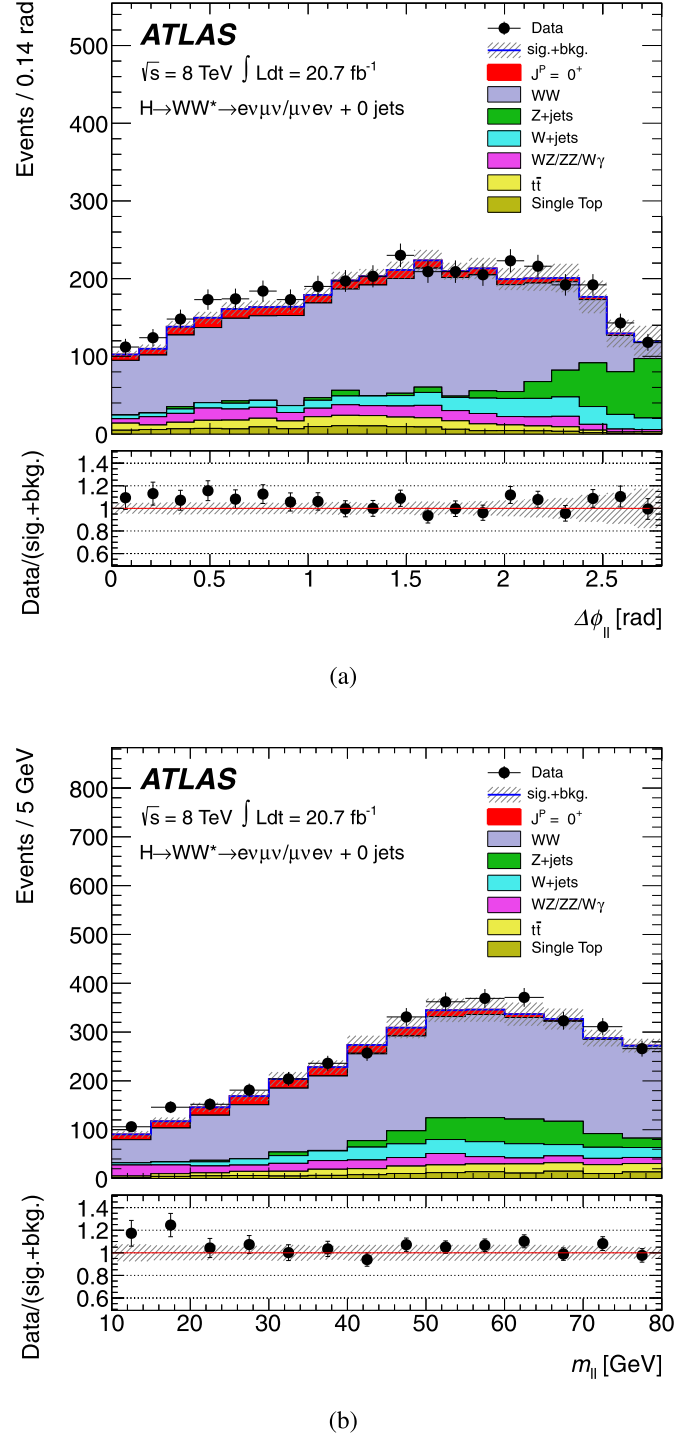 ATLAS
√s = 8 TeV ∫ Ldt = 20.7 fb⁻¹
H→WW*→eνμν/μνeν + 0 jets
Data
sig.+bkg.
Jᴾ = 0⁺
WW
Z+jets
W+jets
WZ/ZZ/Wγ
tt̄
Single Top
Events / 0.14 rad
500
400
300
200
100
0
Data/(sig.+bkg.)
1.4
1.2
1
0.8
0.6
0 0.5 1 1.5 2 2.5
Δϕ_ll [rad]
(a)
ATLAS
√s = 8 TeV ∫ Ldt = 20.7 fb⁻¹
H→WW*→eνμν/μνeν + 0 jets
Data
sig.+bkg.
Jᴾ = 0⁺
WW
Z+jets
W+jets
WZ/ZZ/Wγ
tt̄
Single Top
Events / 5 GeV
800
700
600
500
400
300
200
100
0
Data/(sig.+bkg.)
1.4
1.2
1
0.8
0.6
10 20 30 40 50 60 70 80
m_ll [GeV]
(b)